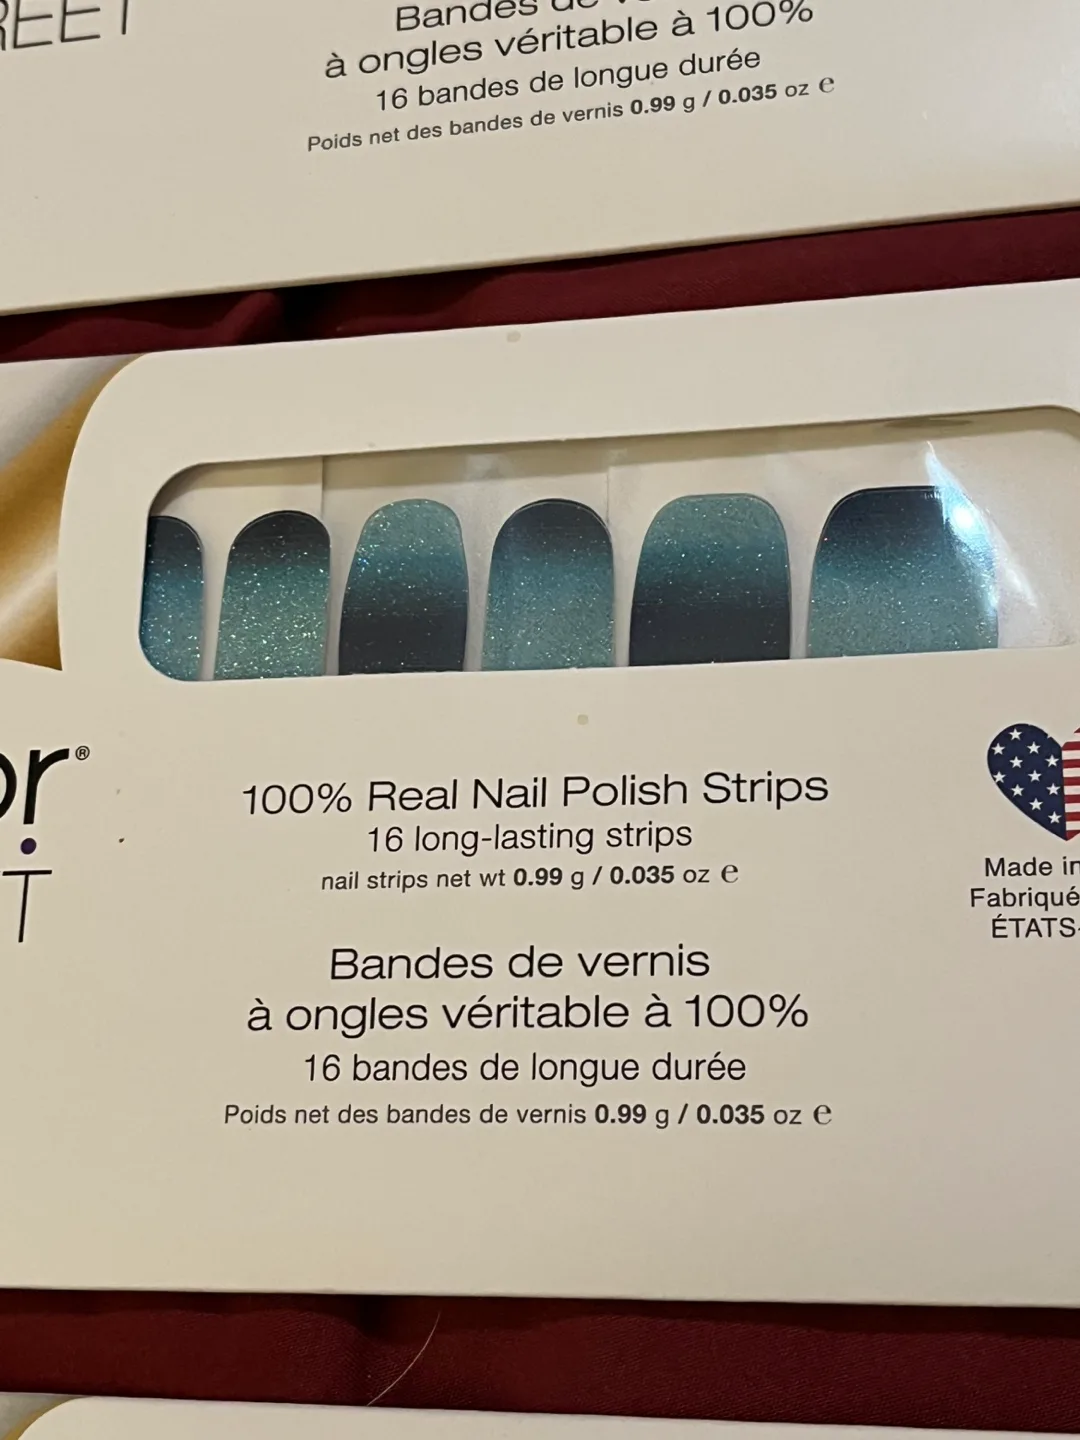 REET
Bandes de
à ongles véritable à 100%
16 bandes de longue durée
Poids net des bandes de vernis 0.99 g / 0.035 oz ℮
or®
T
100% Real Nail Polish Strips
16 long-lasting strips
nail strips net wt 0.99 g / 0.035 oz ℮
Bandes de vernis
à ongles véritable à 100%
16 bandes de longue durée
Poids net des bandes de vernis 0.99 g / 0.035 oz ℮
Made in
Fabriqué
ÉTATS-